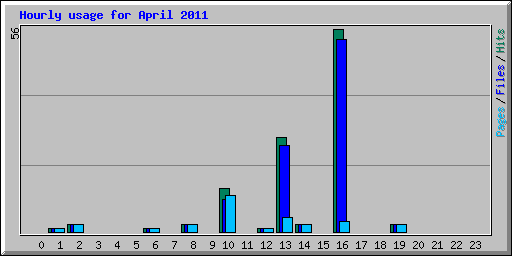 Hourly usage for April 2011
56
Pages/Files/Hits
0 1 2 3 4 5 6 7 8 9 10 11 12 13 14 15 16 17 18 19 20 21 22 23